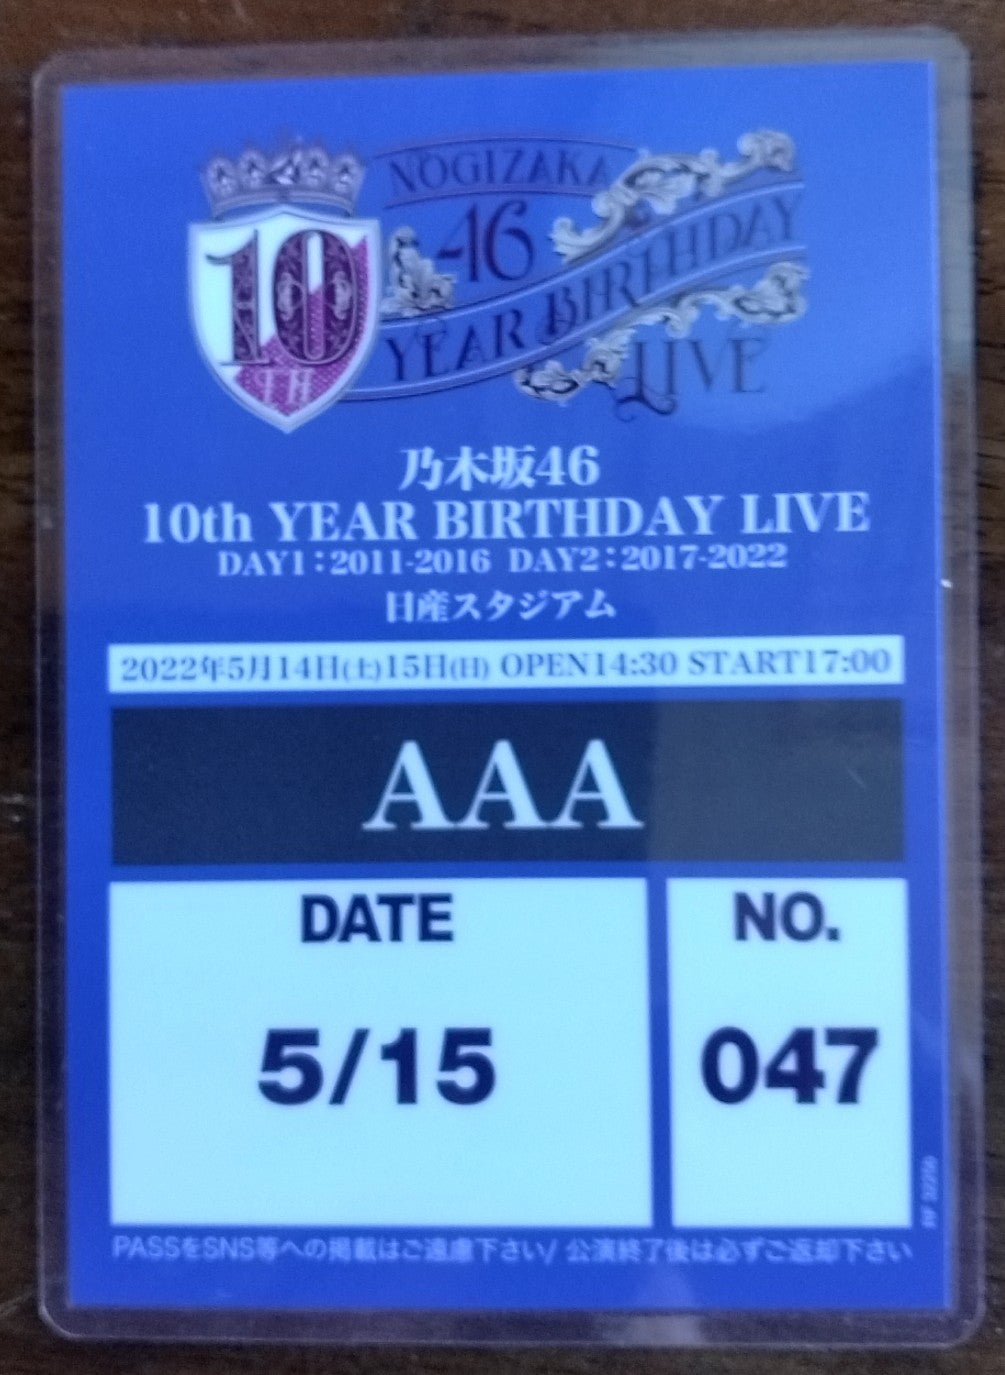 NOGIZAKA
46
10
TH
YEAR BIRTHDAY
LIVE
乃木坂46
10th YEAR BIRTHDAY LIVE
DAY1：2011-2016 DAY2：2017-2022
日産スタジアム
2022年5月14日(土)15日(日) OPEN14:30 START17:00
AAA
DATE
NO.
5/15
047
PASSをSNS等への掲載はご遠慮下さい/ 公演終了後は必ずご返却下さい